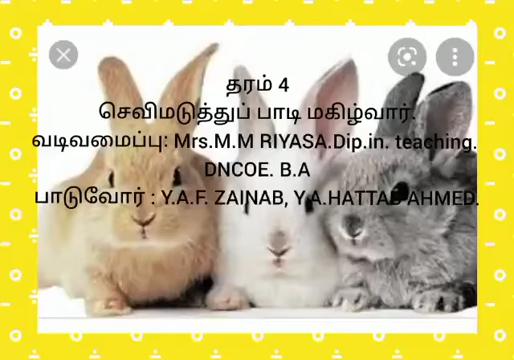 தரம் 4
செவிமடுத்துப் பாடி மகிழ்வார்.
வடிவமைப்பு: Mrs.M.M RIYASA.Dip.in. teaching.
DNCOE. B.A
பாடுவோர் : Y.A.F. ZAINAB, Y.A.HATTAB AHMED.